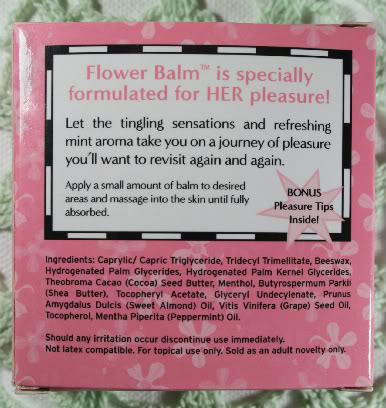 Flower Balm™ is specially
formulated for HER pleasure!
Let the tingling sensations and refreshing
mint aroma take you on a journey of pleasure
you'll want to revisit again and again.
Apply a small amount of balm to desired
areas and massage into the skin until fully
absorbed.
BONUS
Pleasure Tips
Inside!
Ingredients: Caprylic/ Capric Triglyceride, Tridecyl Trimellitate, Beeswax,
Hydrogenated Palm Glycerides, Hydrogenated Palm Kernel Glycerides,
Theobroma Cacao (Cocoa) Seed Butter, Menthol, Butyrospermum Parkii
(Shea Butter), Tocopheryl Acetate, Glyceryl Undecylenate, Prunus
Amygdalus Dulcis (Sweet Almond) Oil, Vitis Vinifera (Grape) Seed Oil,
Tocopherol, Mentha Piperita (Peppermint) Oil.
Should any irritation occur discontinue use immediately.
Not latex compatible. For topical use only. Sold as an adult novelty only.